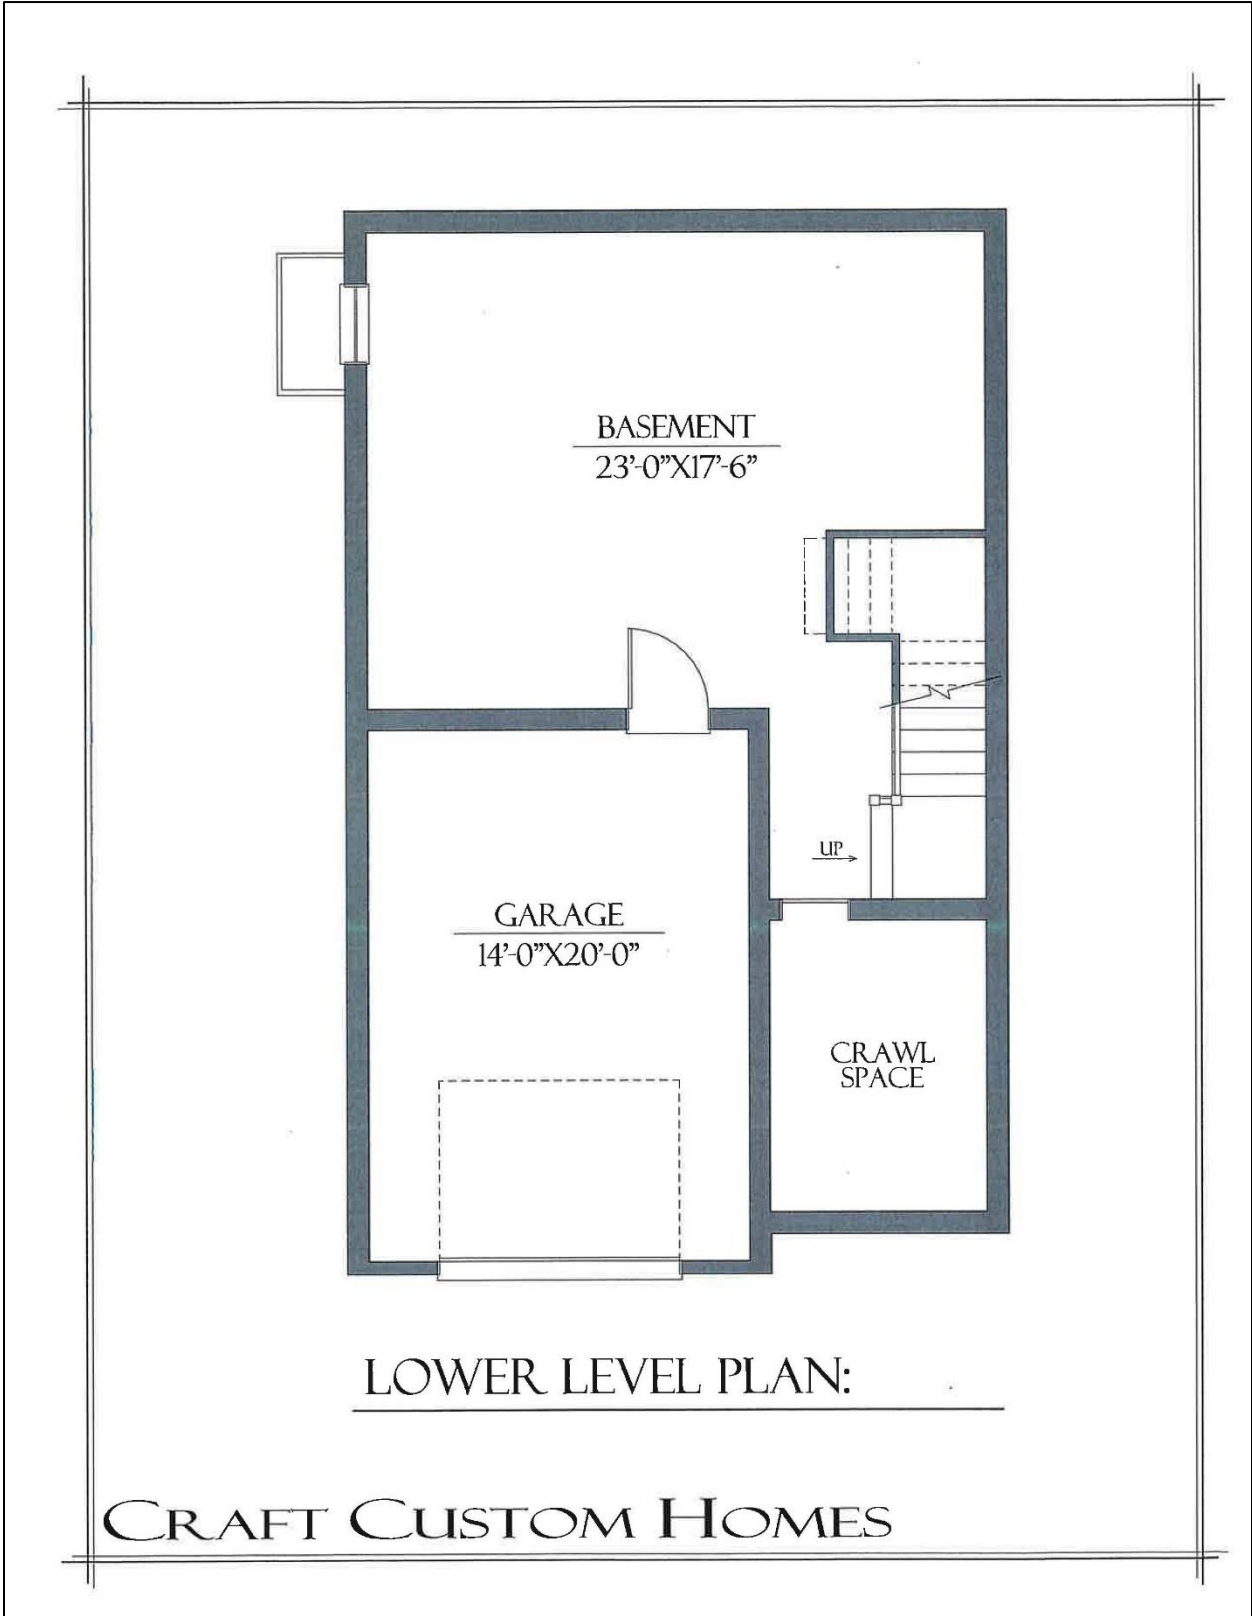 BASEMENT
23'-0"X17'-6"
UP
GARAGE
14'-0"X20'-0"
CRAWL
SPACE
LOWER LEVEL PLAN:
CRAFT CUSTOM HOMES